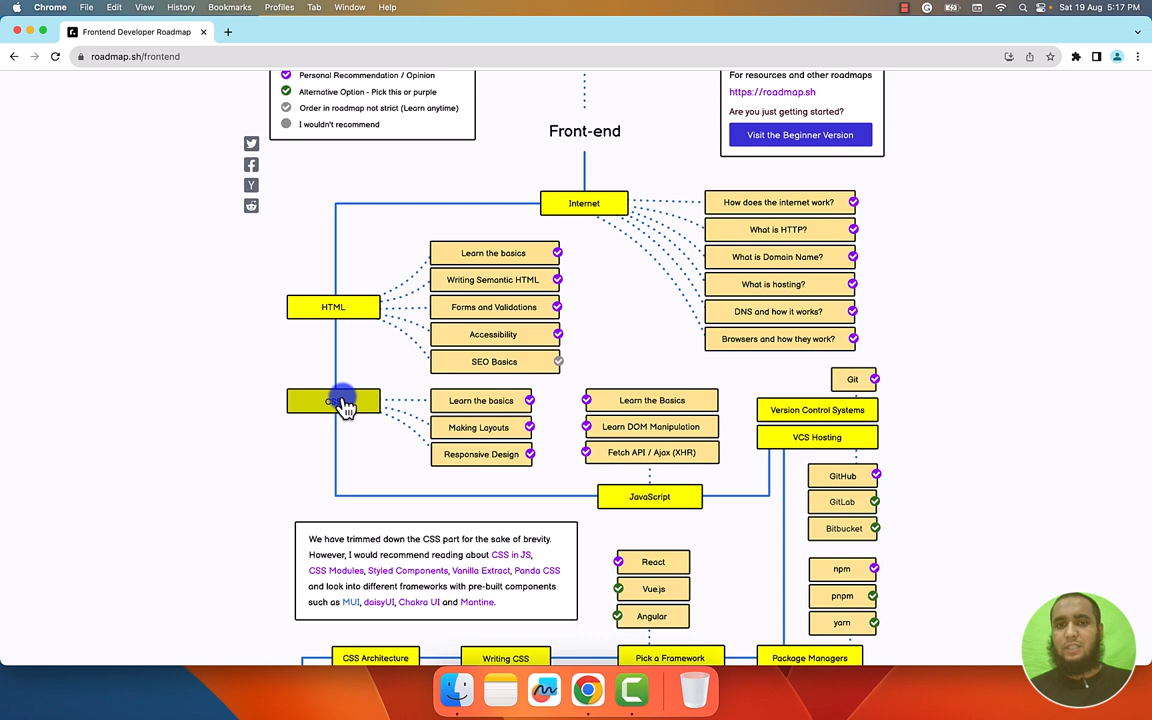 Chrome File Edit View History Bookmarks Profiles Tab Window Help
Sat 19 Aug 5:17 PM
Frontend Developer Roadmap
roadmap.sh/frontend
Personal Recommendation / Opinion
Alternative Option - Pick this or purple
Order in roadmap not strict (Learn anytime)
I wouldn't recommend
For resources and other roadmaps
https://roadmap.sh
Are you just getting started?
Visit the Beginner Version
Front-end
Internet
How does the internet work?
What is HTTP?
What is Domain Name?
What is hosting?
DNS and how it works?
Browsers and how they work?
HTML
Learn the basics
Writing Semantic HTML
Forms and Validations
Accessibility
SEO Basics
CSS
Learn the basics
Making Layouts
Responsive Design
Learn the Basics
Learn DOM Manipulation
Fetch API / Ajax (XHR)
JavaScript
Git
Version Control Systems
VCS Hosting
GitHub
GitLab
Bitbucket
We have trimmed down the CSS part for the sake of brevity.
However, I would recommend reading about CSS in JS,
CSS Modules, Styled Components, Vanilla Extract, Panda CSS
and look into different frameworks with pre-built components
such as MUI, daisyUI, Chakra UI and Mantine.
React
Vue.js
Angular
npm
pnpm
yarn
CSS Architecture
Writing CSS
Pick a Framework
Package Managers